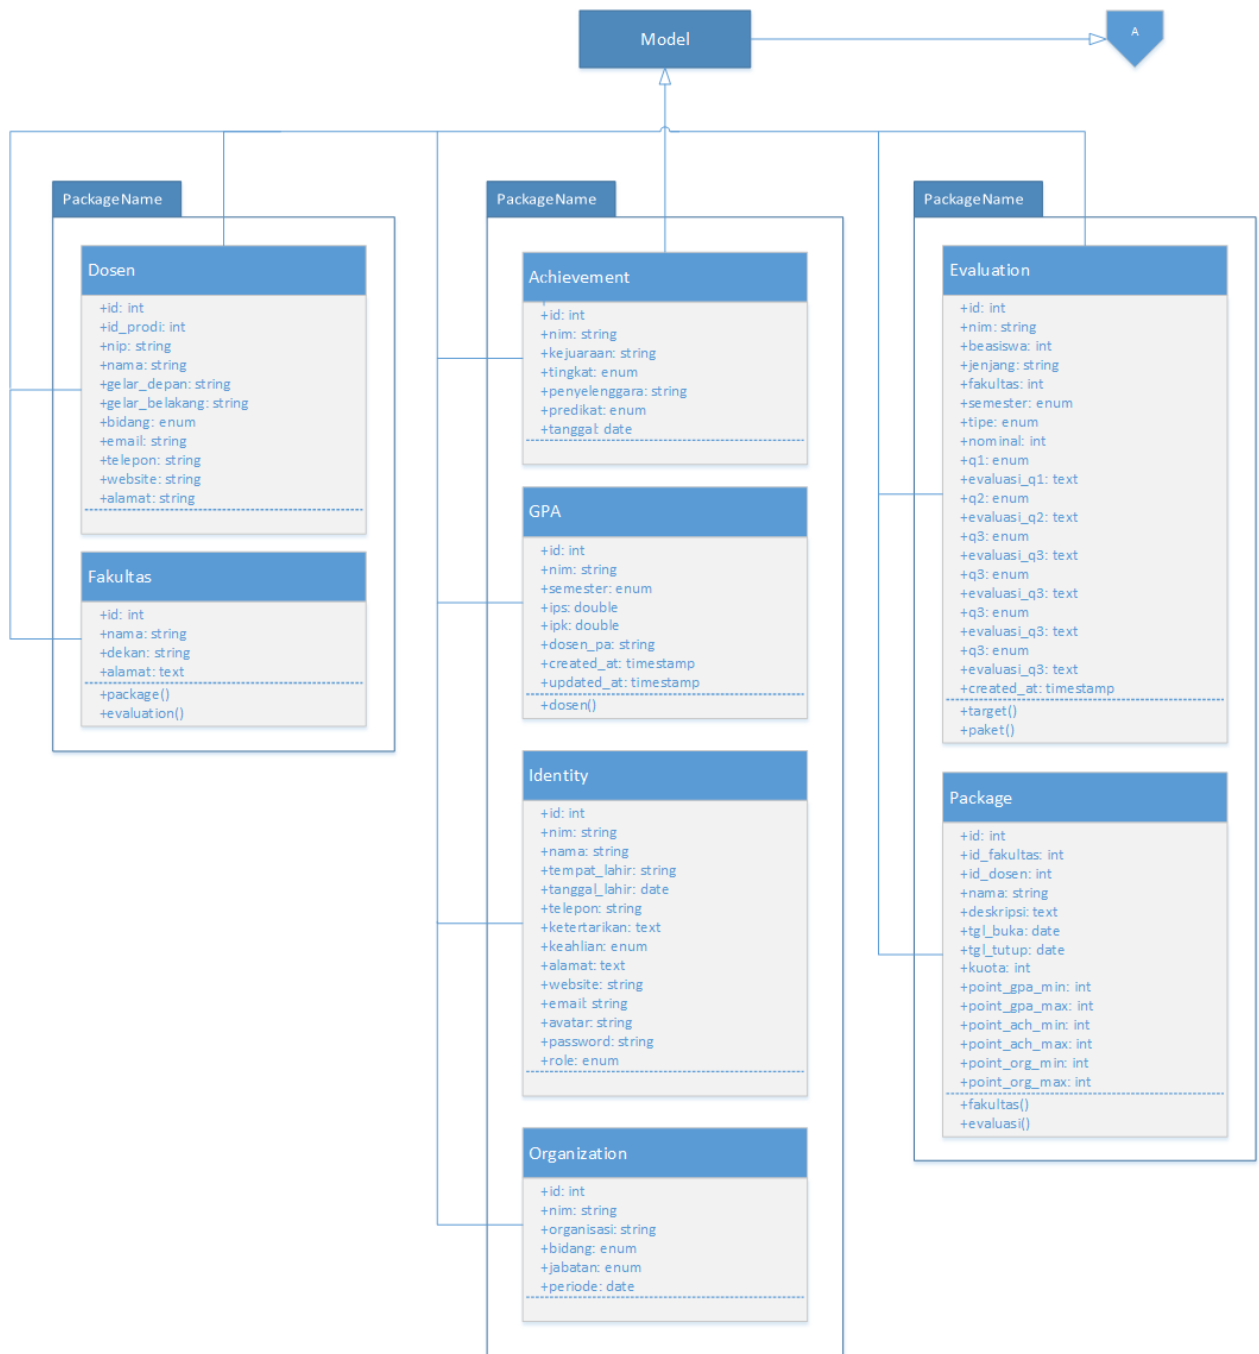 Model
A
PackageName
Dosen
+id: int
+id_prodi: int
+nip: string
+nama: string
+gelar_depan: string
+gelar_belakang: string
+bidang: enum
+email: string
+telepon: string
+website: string
+alamat: string
Fakultas
+id: int
+nama: string
+dekan: string
+alamat: text
+package()
+evaluation()
PackageName
Achievement
+id: int
+nim: string
+kejuaraan: string
+tingkat: enum
+penyelenggara: string
+predikat: enum
+tanggal: date
GPA
+id: int
+nim: string
+semester: enum
+ips: double
+ipk: double
+dosen_pa: string
+created_at: timestamp
+updated_at: timestamp
+dosen()
Identity
+id: int
+nim: string
+nama: string
+tempat_lahir: string
+tanggal_lahir: date
+telepon: string
+ketertarikan: text
+keahlian: enum
+alamat: text
+website: string
+email: string
+avatar: string
+password: string
+role: enum
Organization
+id: int
+nim: string
+organisasi: string
+bidang: enum
+jabatan: enum
+periode: date
PackageName
Evaluation
+id: int
+nim: string
+beasiswa: int
+jenjang: string
+fakultas: int
+semester: enum
+tipe: enum
+nominal: int
+q1: enum
+evaluasi_q1: text
+q2: enum
+evaluasi_q2: text
+q3: enum
+evaluasi_q3: text
+q3: enum
+evaluasi_q3: text
+q3: enum
+evaluasi_q3: text
+q3: enum
+evaluasi_q3: text
+created_at: timestamp
+target()
+paket()
Package
+id: int
+id_fakultas: int
+id_dosen: int
+nama: string
+deskripsi: text
+tgl_buka: date
+tgl_tutup: date
+kuota: int
+point_gpa_min: int
+point_gpa_max: int
+point_ach_min: int
+point_ach_max: int
+point_org_min: int
+point_org_max: int
+fakultas()
+evaluasi()